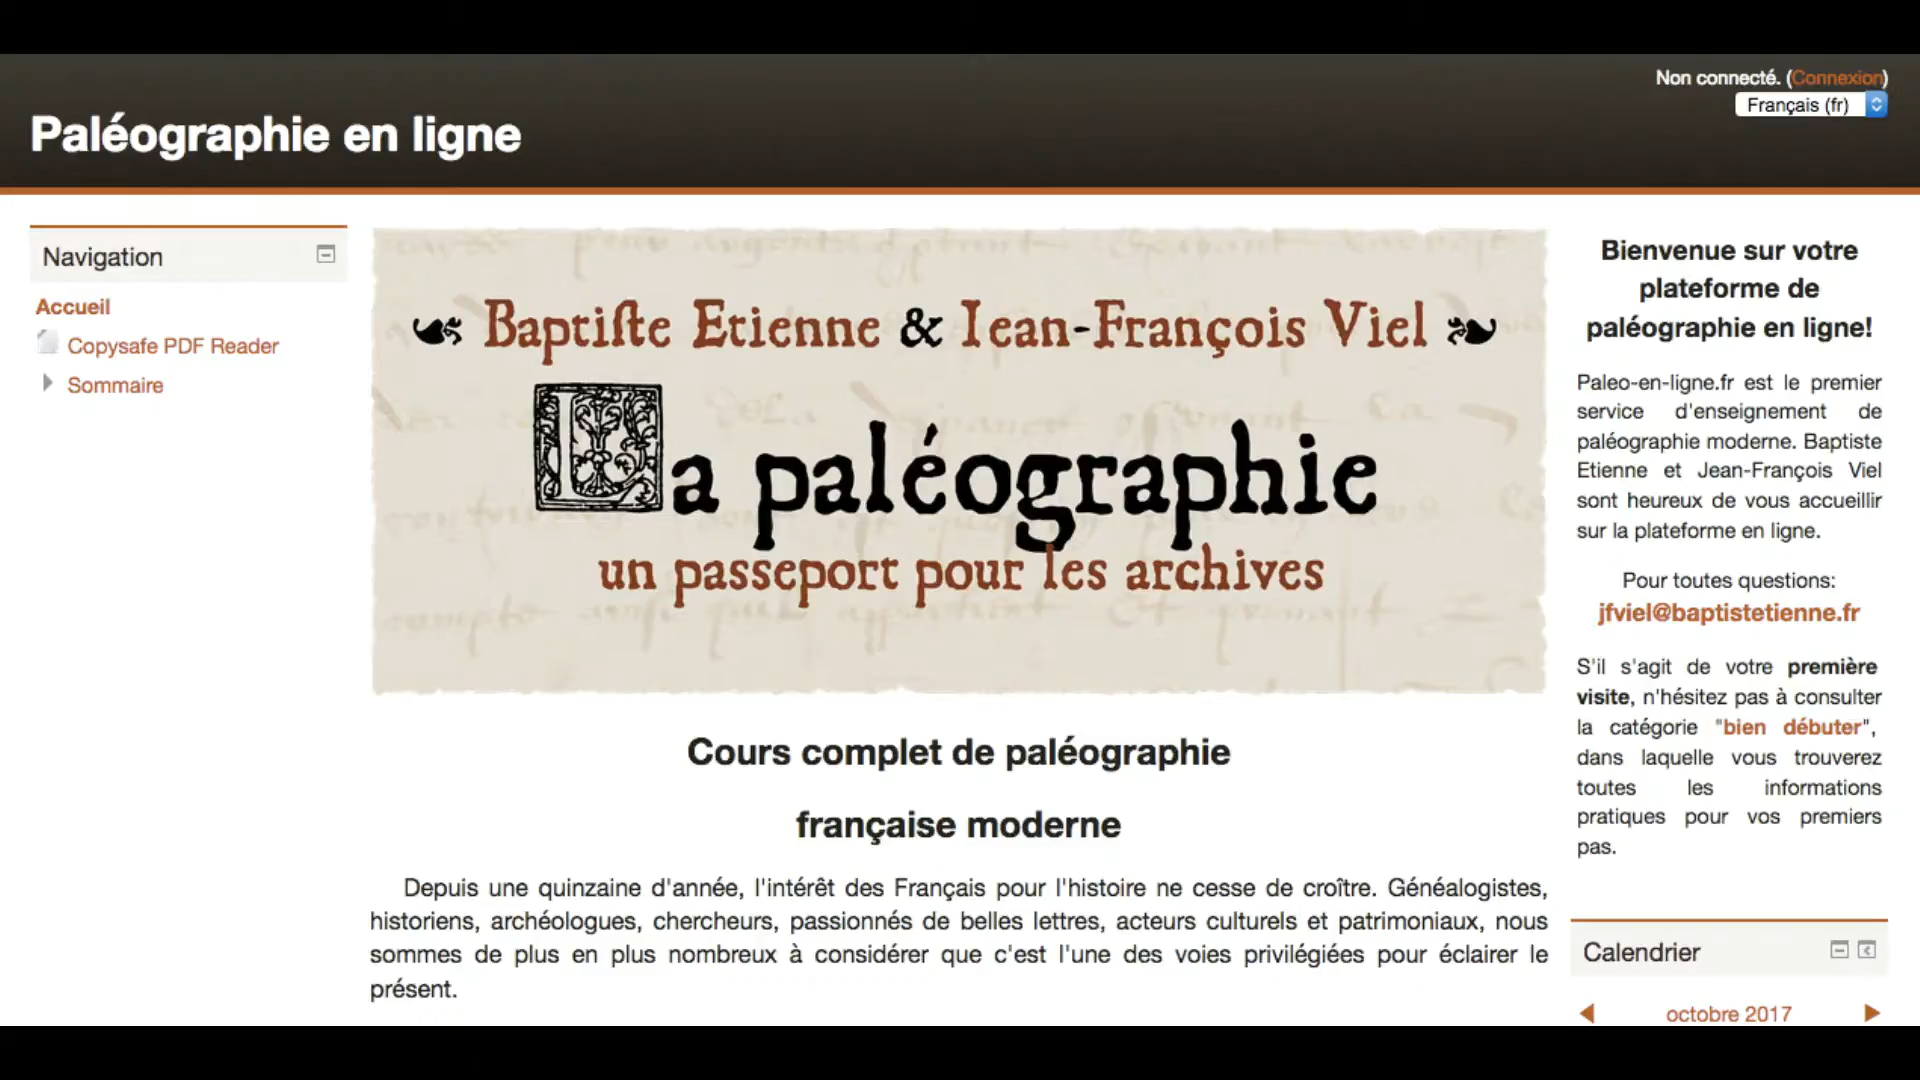 Non connecté. (Connexion)
Français (fr)
Paléographie en ligne
Navigation
Accueil
Copysafe PDF Reader
Sommaire
Baptiſte Etienne & Iean-François Viel
La paléographie
un passeport pour les archives
Cours complet de paléographie
française moderne
Depuis une quinzaine d'année, l'intérêt des Français pour l'histoire ne cesse de croître. Généalogistes,
historiens, archéologues, chercheurs, passionnés de belles lettres, acteurs culturels et patrimoniaux, nous
sommes de plus en plus nombreux à considérer que c'est l'une des voies privilégiées pour éclairer le
présent.
Bienvenue sur votre
plateforme de
paléographie en ligne!
Paleo-en-ligne.fr est le premier
service d'enseignement de
paléographie moderne. Baptiste
Etienne et Jean-François Viel
sont heureux de vous accueillir
sur la plateforme en ligne.
Pour toutes questions:
jfviel@baptistetienne.fr
S'il s'agit de votre première
visite, n'hésitez pas à consulter
la catégorie "bien débuter",
dans laquelle vous trouverez
toutes les informations
pratiques pour vos premiers
pas.
Calendrier
octobre 2017